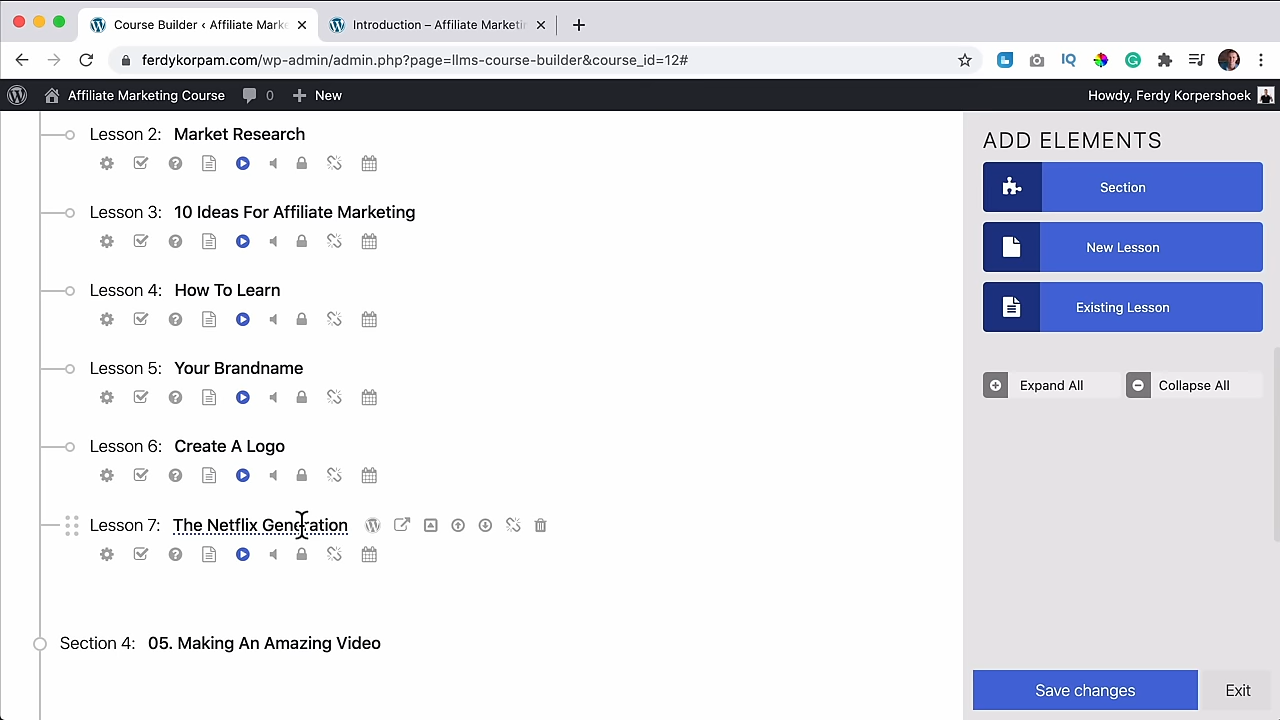 Course Builder ‹ Affiliate Marke
Introduction – Affiliate Marketin
ferdykorpam.com/wp-admin/admin.php?page=llms-course-builder&course_id=12#
Affiliate Marketing Course 0 New Howdy, Ferdy Korpershoek
Lesson 2: Market Research
Lesson 3: 10 Ideas For Affiliate Marketing
Lesson 4: How To Learn
Lesson 5: Your Brandname
Lesson 6: Create A Logo
Lesson 7: The Netflix Generation
Section 4: 05. Making An Amazing Video
ADD ELEMENTS
Section
New Lesson
Existing Lesson
Expand All Collapse All
Save changes Exit